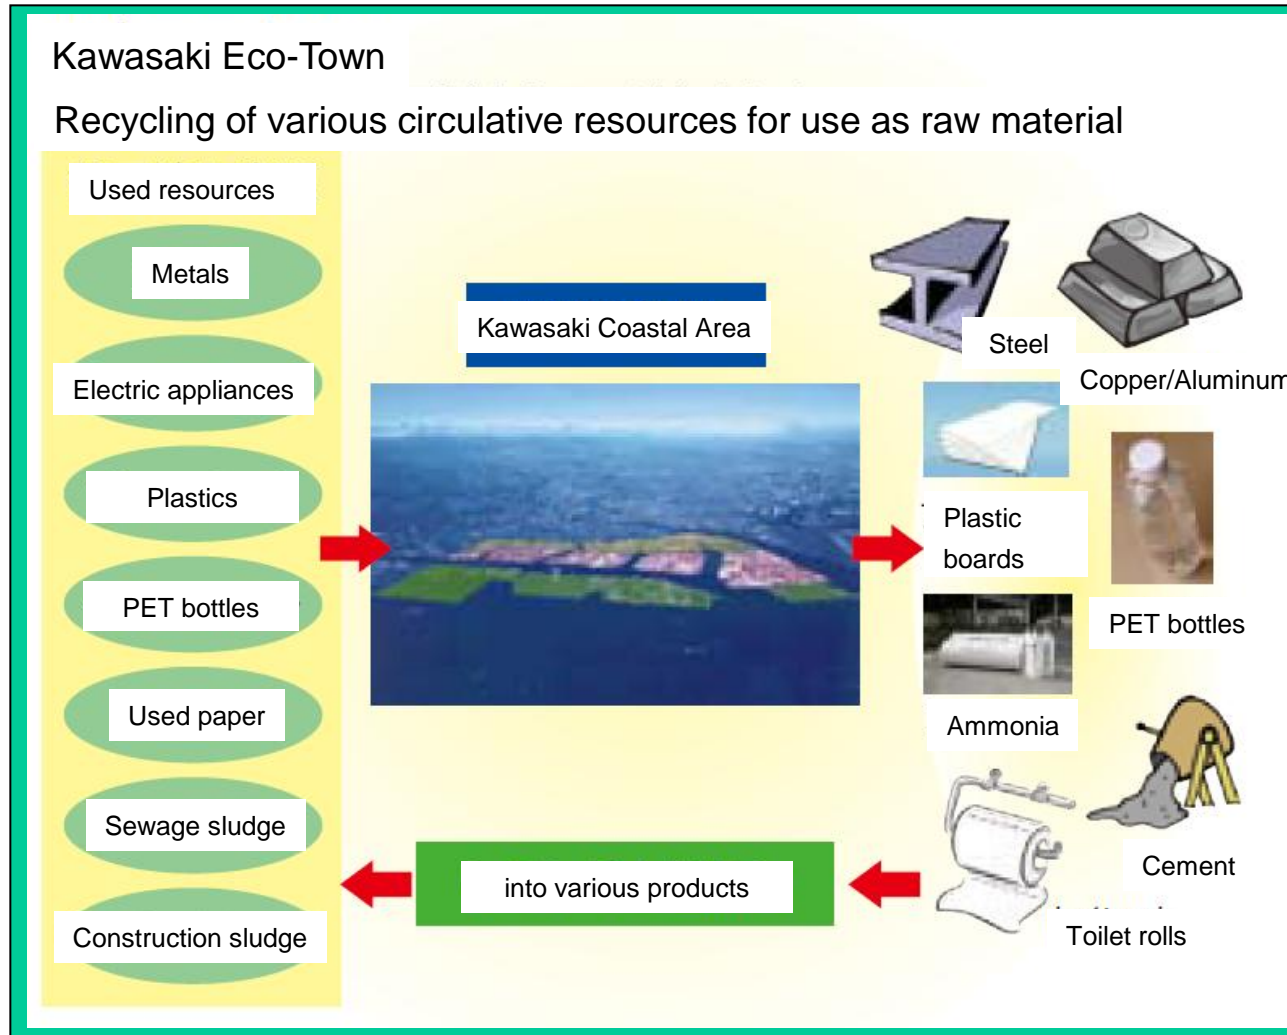 Kawasaki Eco-Town
Recycling of various circulative resources for use as raw material
Used resources
Metals
Electric appliances
Plastics
PET bottles
Used paper
Sewage sludge
Construction sludge
Kawasaki Coastal Area
into various products
Steel
Copper/Aluminum
Plastic
boards
PET bottles
Ammonia
Cement
Toilet rolls